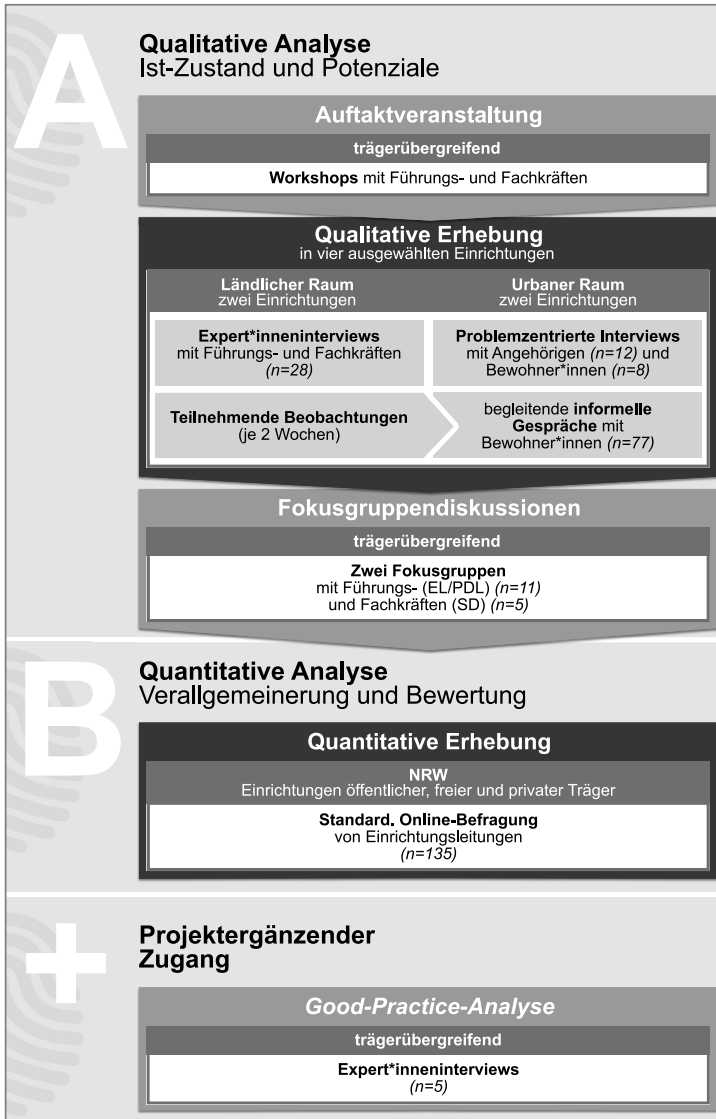 A
Qualitative Analyse
Ist-Zustand und Potenziale
Auftaktveranstaltung
trägerübergreifend
Workshops mit Führungs- und Fachkräften
Qualitative Erhebung
in vier ausgewählten Einrichtungen
Ländlicher Raum
zwei Einrichtungen
Urbaner Raum
zwei Einrichtungen
Expert*inneninterviews
mit Führungs- und Fachkräften
(n=28)
Problemzentrierte Interviews
mit Angehörigen (n=12) und
Bewohner*innen (n=8)
Teilnehmende Beobachtungen
(je 2 Wochen)
begleitende informelle
Gespräche mit
Bewohner*innen (n=77)
Fokusgruppendiskussionen
trägerübergreifend
Zwei Fokusgruppen
mit Führungs- (EL/PDL) (n=11)
und Fachkräften (SD) (n=5)
B
Quantitative Analyse
Verallgemeinerung und Bewertung
Quantitative Erhebung
NRW
Einrichtungen öffentlicher, freier und privater Träger
Standard. Online-Befragung
von Einrichtungsleitungen
(n=135)
+
Projektergänzender
Zugang
Good-Practice-Analyse
trägerübergreifend
Expert*inneninterviews
(n=5)